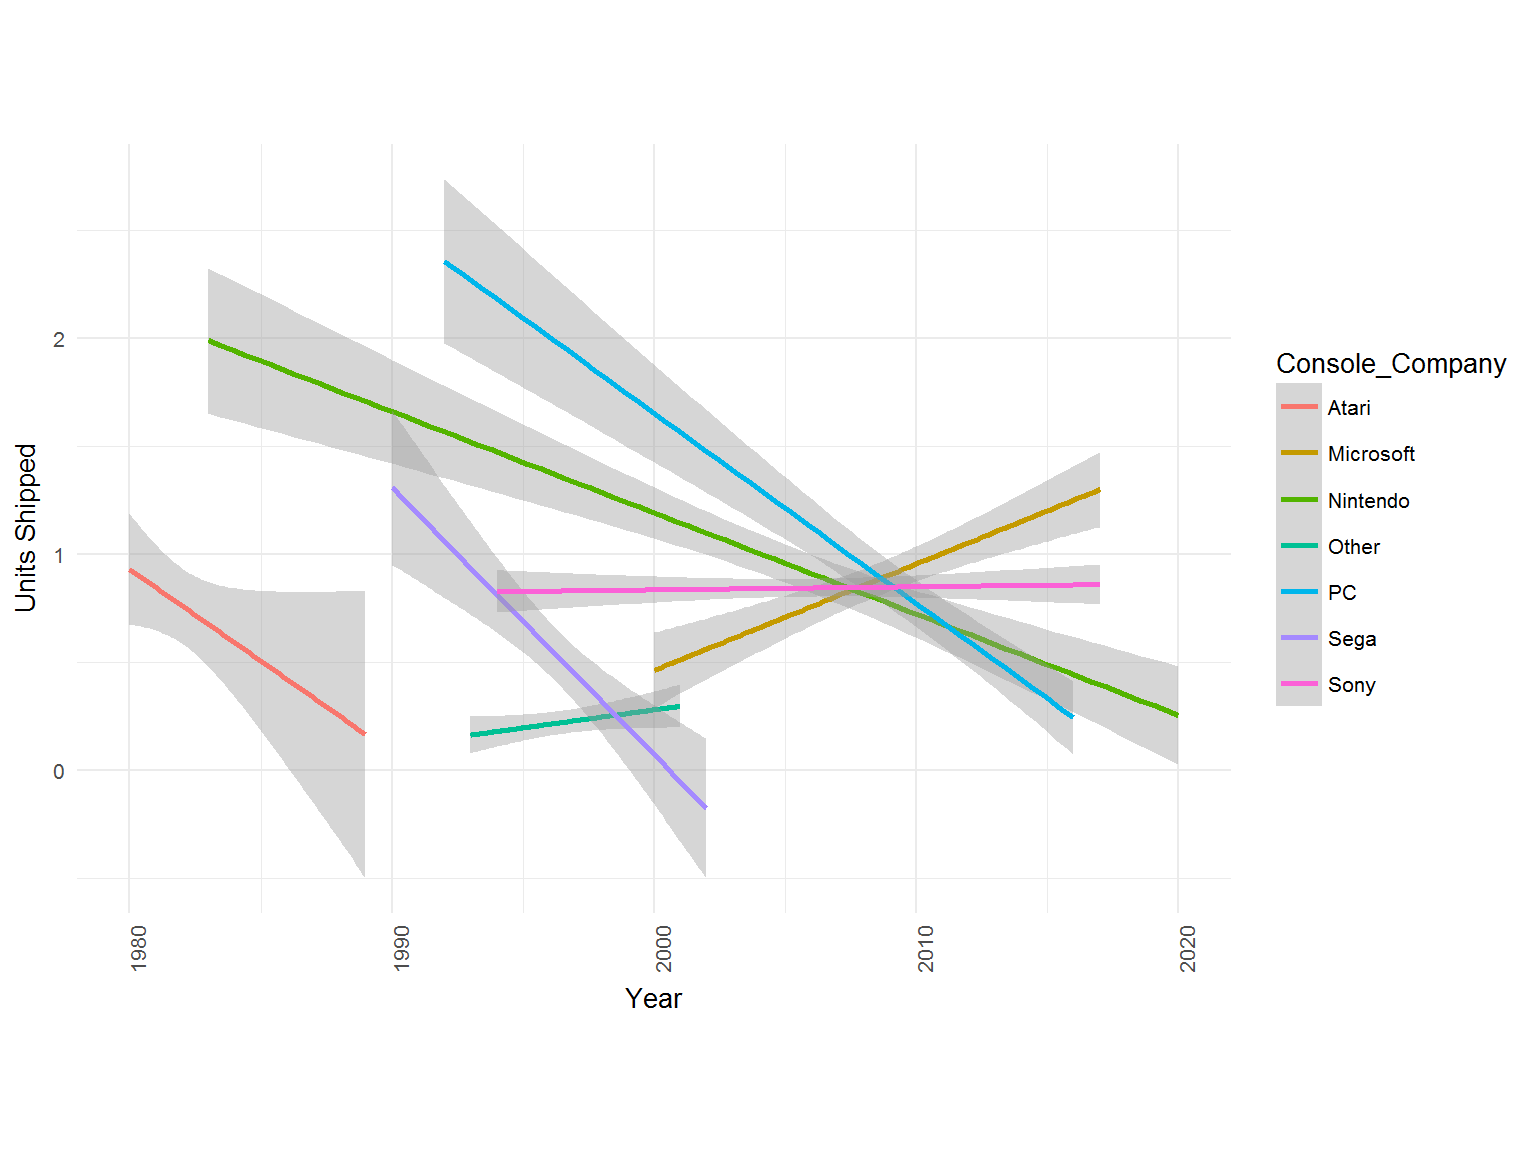 Units Shipped
2
1
0
1980
1990
2000
2010
2020
Year
Console_Company
Atari
Microsoft
Nintendo
Other
PC
Sega
Sony